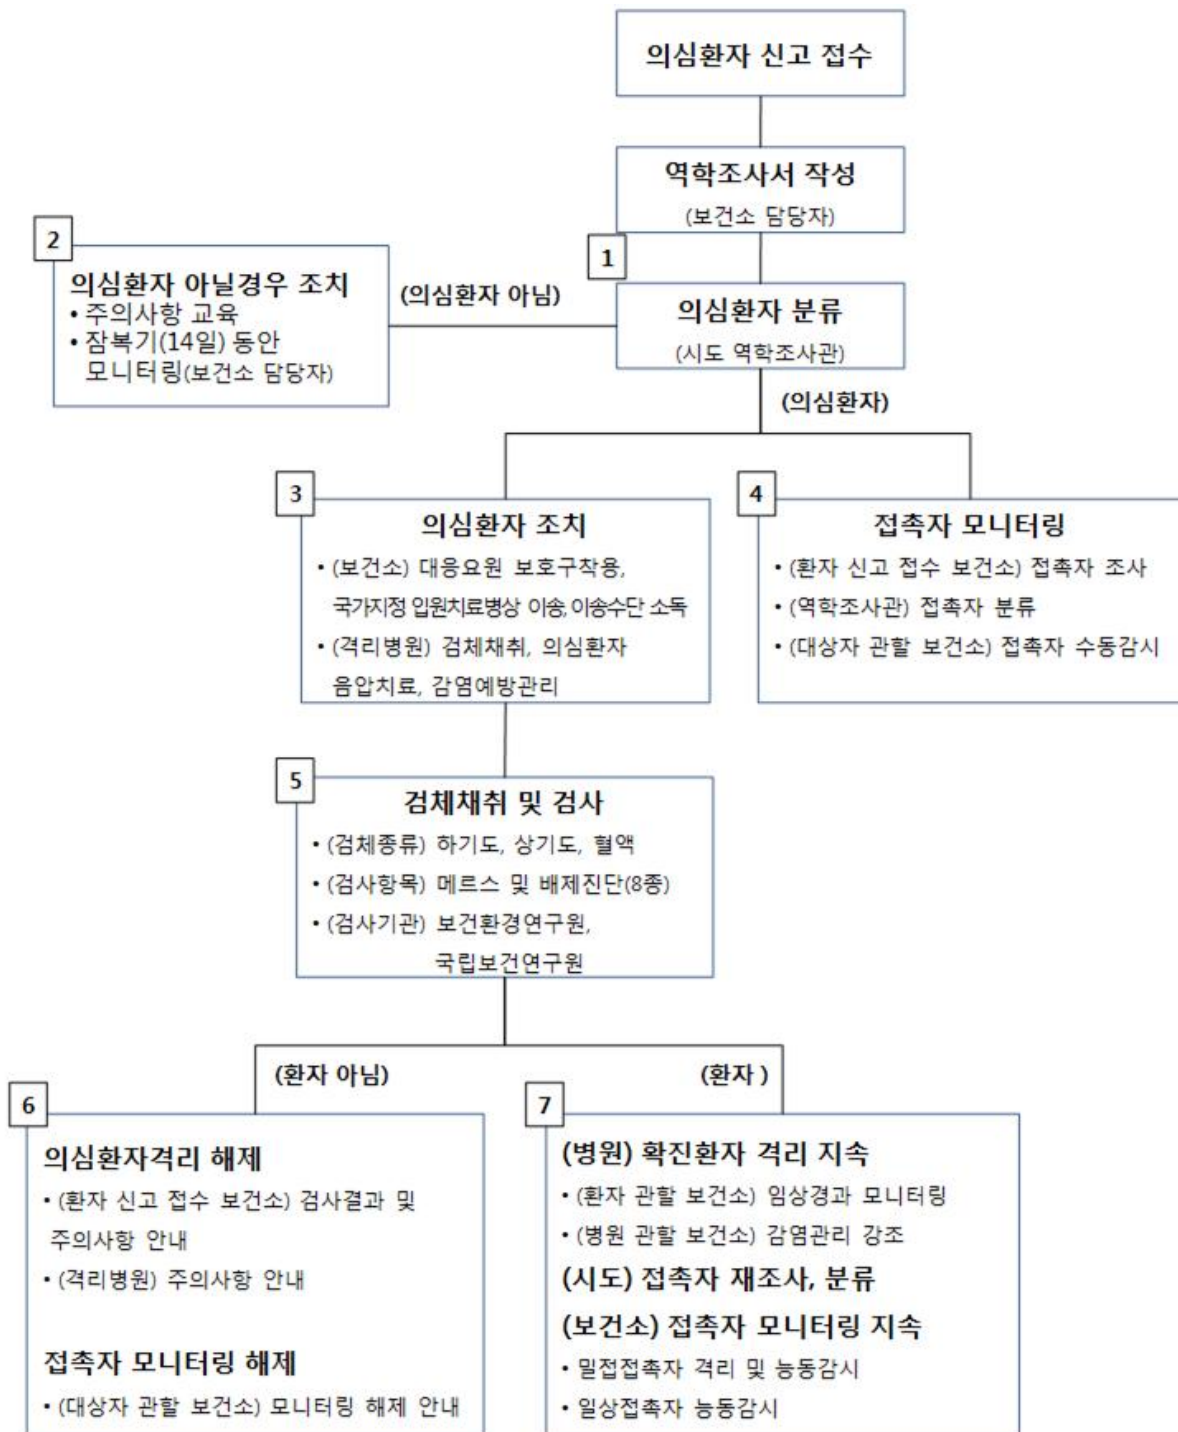 의심환자 신고 접수
역학조사서 작성
(보건소 담당자)
1
의심환자 분류
(시도 역학조사관)
(의심환자 아님)
2
의심환자 아닐경우 조치
• 주의사항 교육
• 잠복기(14일) 동안
모니터링(보건소 담당자)
(의심환자)
3
의심환자 조치
• (보건소) 대응요원 보호구착용,
국가지정 입원치료병상 이송, 이송수단 소독
• (격리병원) 검체채취, 의심환자
음압치료, 감염예방관리
4
접촉자 모니터링
• (환자 신고 접수 보건소) 접촉자 조사
• (역학조사관) 접촉자 분류
• (대상자 관할 보건소) 접촉자 수동감시
5
검체채취 및 검사
• (검체종류) 하기도, 상기도, 혈액
• (검사항목) 메르스 및 배제진단(8종)
• (검사기관) 보건환경연구원,
국립보건연구원
(환자 아님)
(환자 )
6
의심환자격리 해제
• (환자 신고 접수 보건소) 검사결과 및
주의사항 안내
• (격리병원) 주의사항 안내
접촉자 모니터링 해제
• (대상자 관할 보건소) 모니터링 해제 안내
7
(병원) 확진환자 격리 지속
• (환자 관할 보건소) 임상경과 모니터링
• (병원 관할 보건소) 감염관리 강조
(시도) 접촉자 재조사, 분류
(보건소) 접촉자 모니터링 지속
• 밀접접촉자 격리 및 능동감시
• 일상접촉자 능동감시